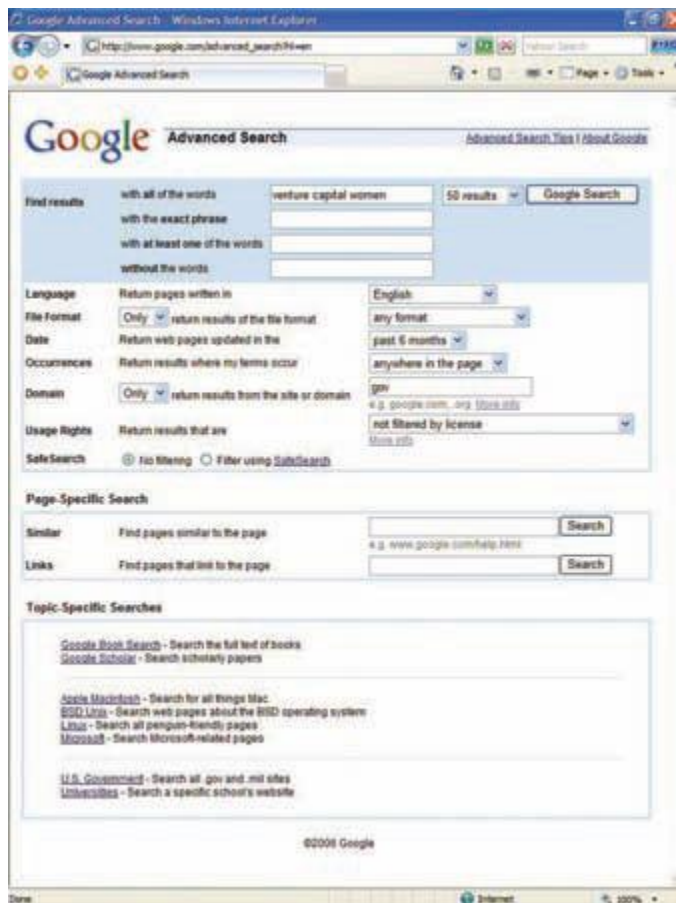 Google Advanced Search - Windows Internet Explorer
http://www.google.com/advanced_search?hl=en
Google Advanced Search
Page
Tools
Google Advanced Search
Advanced Search Tips | About Google
Find results
with all of the words
venture capital women
50 results
Google Search
with the exact phrase
with at least one of the words
without the words
Language
Return pages written in
English
File Format
Only
return results of the file format
any format
Date
Return web pages updated in the
past 6 months
Occurrences
Return results where my terms occur
anywhere in the page
Domain
Only
return results from the site or domain
gov
e.g. google.com, .org More info
Usage Rights
Return results that are
not filtered by license
More info
SafeSearch
No filtering
Filter using SafeSearch
Page-Specific Search
Similar
Find pages similar to the page
Search
e.g. www.google.com/help.html
Links
Find pages that link to the page
Search
Topic-Specific Searches
Google Book Search - Search the full text of books
Google Scholar - Search scholarly papers
Apple Macintosh - Search for all things Mac
BSD Unix - Search web pages about the BSD operating system
Linux - Search all penguin-friendly pages
Microsoft - Search Microsoft-related pages
U.S. Government - Search all .gov and .mil sites
Universities - Search a specific school's website
©2006 Google
Done
Internet
100%